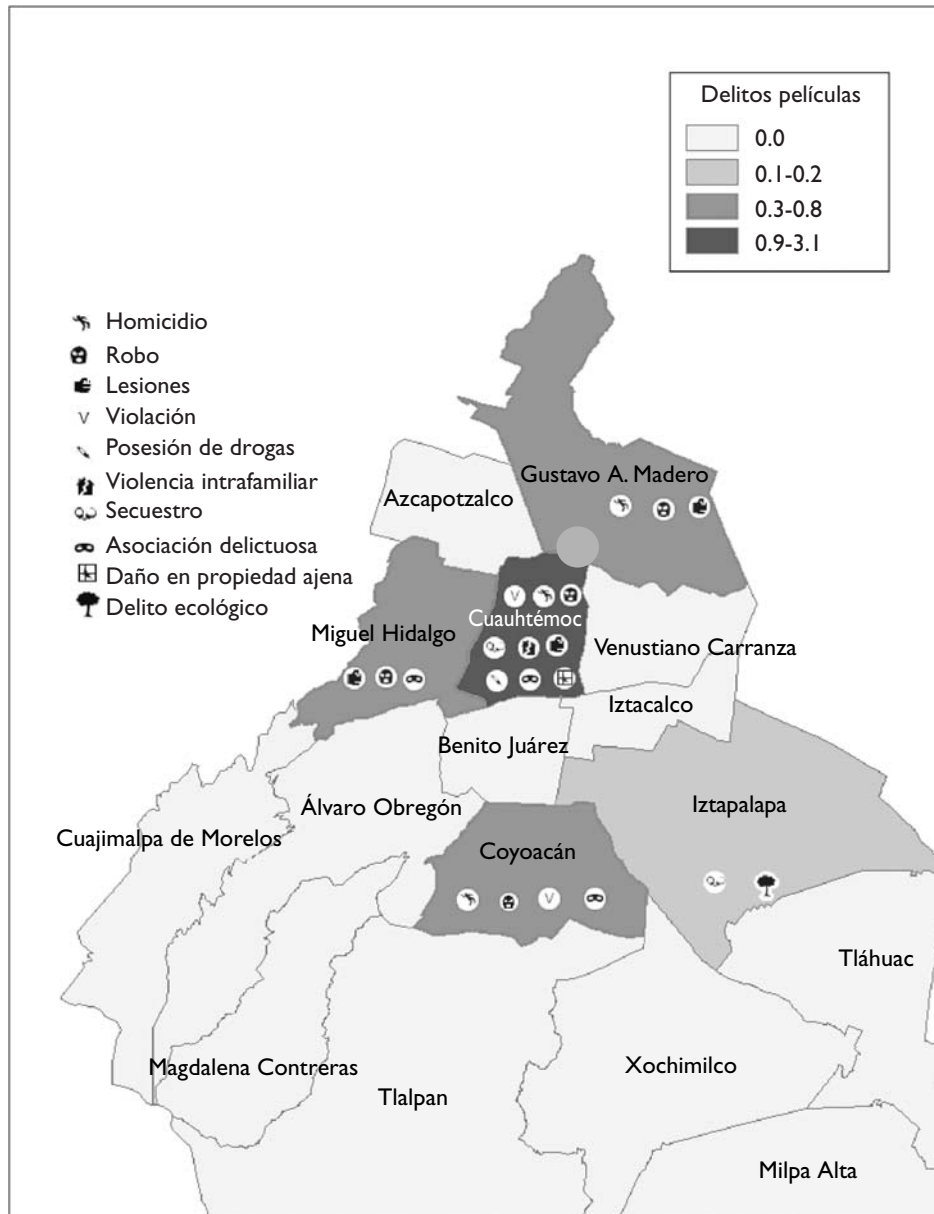 Delitos películas
0.0
0.1-0.2
0.3-0.8
0.9-3.1
Homicidio
Robo
Lesiones
V Violación
Posesión de drogas
Violencia intrafamiliar
Secuestro
Asociación delictuosa
Daño en propiedad ajena
Delito ecológico
Gustavo A. Madero
Azcapotzalco
V
Cuauhtémoc
Miguel Hidalgo
Venustiano Carranza
Iztacalco
Benito Juárez
Álvaro Obregón
Iztapalapa
Cuajimalpa de Morelos
Coyoacán
V
Tláhuac
Magdalena Contreras
Xochimilco
Tlalpan
Milpa Alta